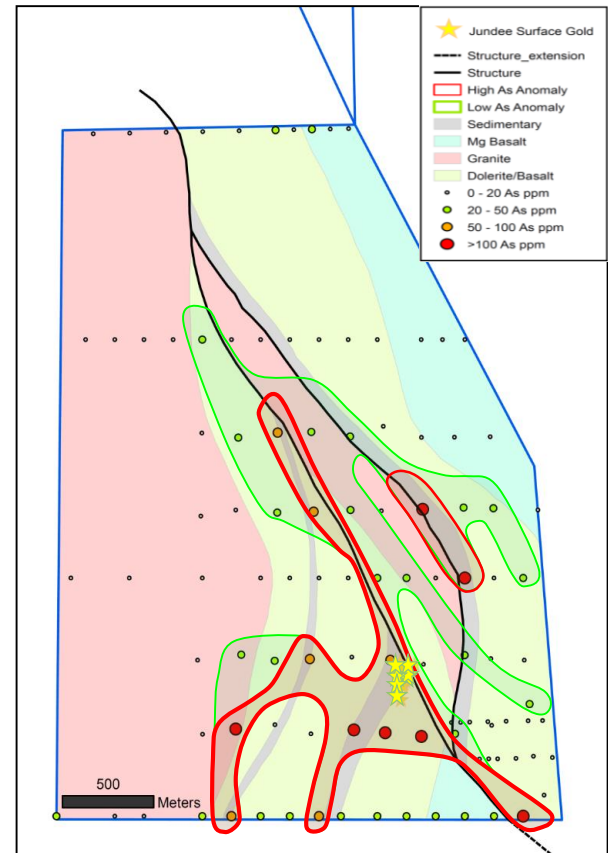 Jundee Surface Gold
Structure_extension
Structure
High As Anomaly
Low As Anomaly
Sedimentary
Mg Basalt
Granite
Dolerite/Basalt
0 - 20 As ppm
20 - 50 As ppm
50 - 100 As ppm
>100 As ppm
500
Meters